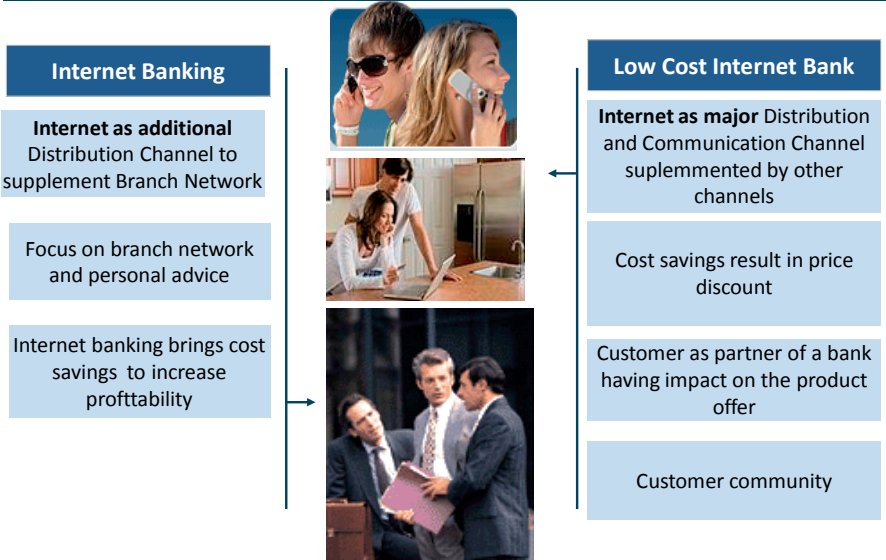 Internet Banking
Internet as additional
Distribution Channel to
supplement Branch Network
Focus on branch network
and personal advice
Internet banking brings cost
savings to increase
profttability
Low Cost Internet Bank
Internet as major Distribution
and Communication Channel
suplemmented by other
channels
Cost savings result in price
discount
Customer as partner of a bank
having impact on the product
offer
Customer community